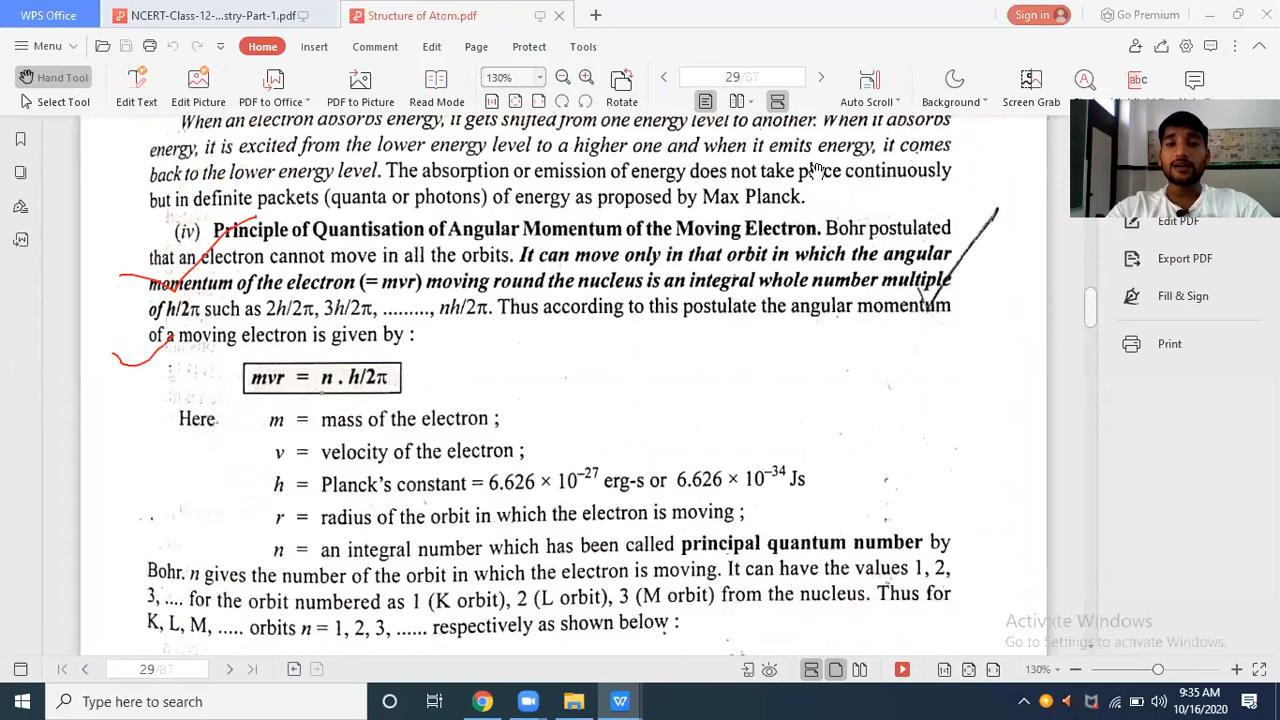 WPS Office
NCERT-Class-12-...stry-Part-1.pdf
Structure of Atom.pdf
Sign in
Go Premium
Menu
Home
Insert
Comment
Edit
Page
Protect
Tools
Hand Tool
Select Tool
Edit Text
Edit Picture
PDF to Office
PDF to Picture
Read Mode
130%
Rotate
29/87
Auto Scroll
Background
Screen Grab
When an electron absorbs energy, it gets shifted from one energy level to another. When it absorbs
energy, it is excited from the lower energy level to a higher one and when it emits energy, it comes
back to the lower energy level. The absorption or emission of energy does not take place continuously
but in definite packets (quanta or photons) of energy as proposed by Max Planck.
(iv) Principle of Quantisation of Angular Momentum of the Moving Electron. Bohr postulated
that an electron cannot move in all the orbits. It can move only in that orbit in which the angular
momentum of the electron (= mvr) moving round the nucleus is an integral whole number multiple
of h/2π such as 2h/2π, 3h/2π, ........., nh/2π. Thus according to this postulate the angular momentum
of a moving electron is given by :
mvr = n . h/2π
Here m = mass of the electron ;
v = velocity of the electron ;
h = Planck's constant = 6.626 × 10⁻²⁷ erg-s or 6.626 × 10⁻³⁴ Js
r = radius of the orbit in which the electron is moving ;
n = an integral number which has been called principal quantum number by
Bohr. n gives the number of the orbit in which the electron is moving. It can have the values 1, 2,
3, .... for the orbit numbered as 1 (K orbit), 2 (L orbit), 3 (M orbit) from the nucleus. Thus for
K, L, M, ..... orbits n = 1, 2, 3, ...... respectively as shown below :
Edit PDF
Export PDF
Fill & Sign
Print
Activate Windows
Go to Settings to activate Windows.
29/87
130%
Type here to search
9:35 AM
10/16/2020